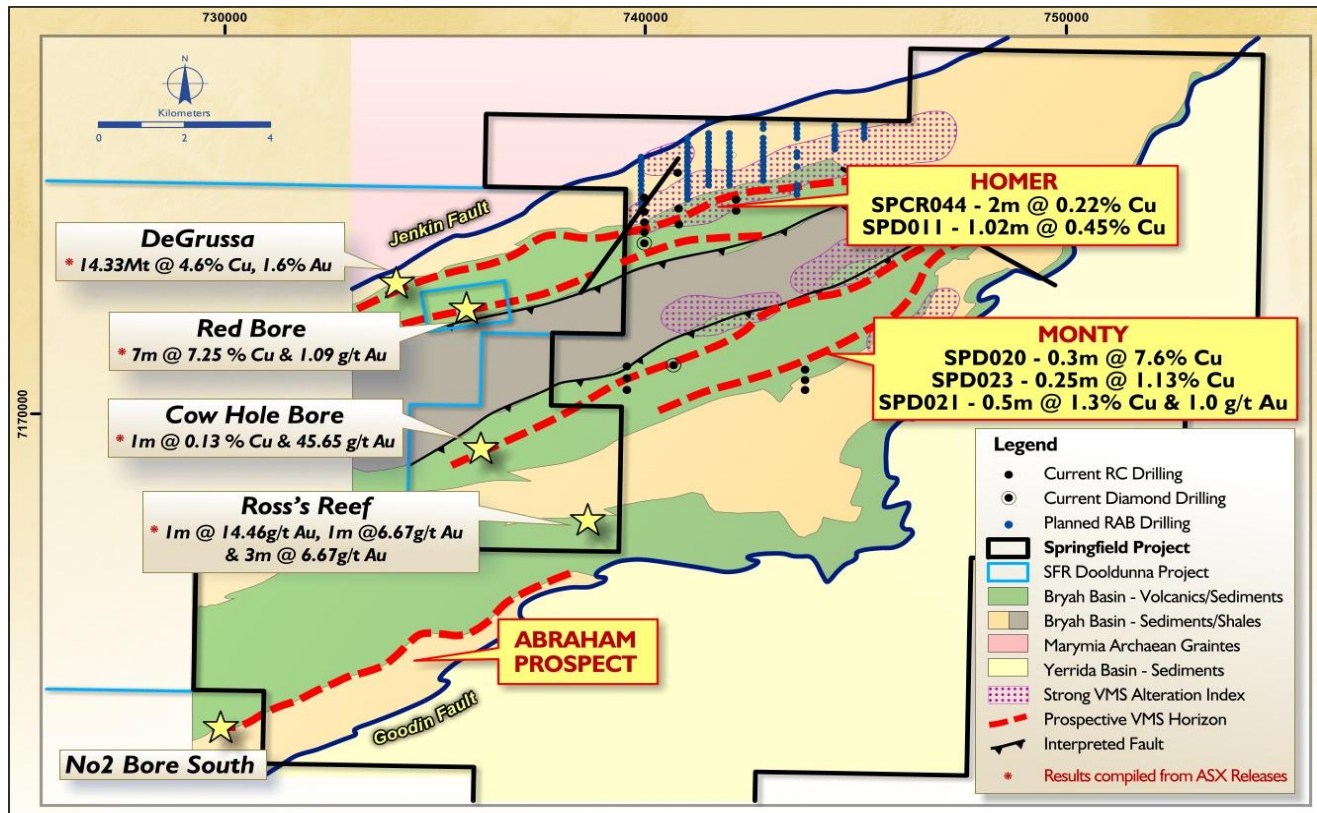 730000
740000
750000
N
Kilometers
0 2 4
7170000
Jenkin Fault
DeGrussa
* 14.33Mt @ 4.6% Cu, 1.6% Au
Red Bore
* 7m @ 7.25 % Cu & 1.09 g/t Au
Cow Hole Bore
* 1m @ 0.13 % Cu & 45.65 g/t Au
Ross's Reef
* 1m @ 14.46g/t Au, 1m @6.67g/t Au
& 3m @ 6.67g/t Au
No2 Bore South
HOMER
SPCR044 - 2m @ 0.22% Cu
SPD011 - 1.02m @ 0.45% Cu
MONTY
SPD020 - 0.3m @ 7.6% Cu
SPD023 - 0.25m @ 1.13% Cu
SPD021 - 0.5m @ 1.3% Cu & 1.0 g/t Au
ABRAHAM
PROSPECT
Goodin Fault
Legend
Current RC Drilling
Current Diamond Drilling
Planned RAB Drilling
Springfield Project
SFR Dooldunna Project
Bryah Basin - Volcanics/Sediments
Bryah Basin - Sediments/Shales
Marymia Archaean Graintes
Yerrida Basin - Sediments
Strong VMS Alteration Index
Prospective VMS Horizon
Interpreted Fault
* Results compiled from ASX Releases